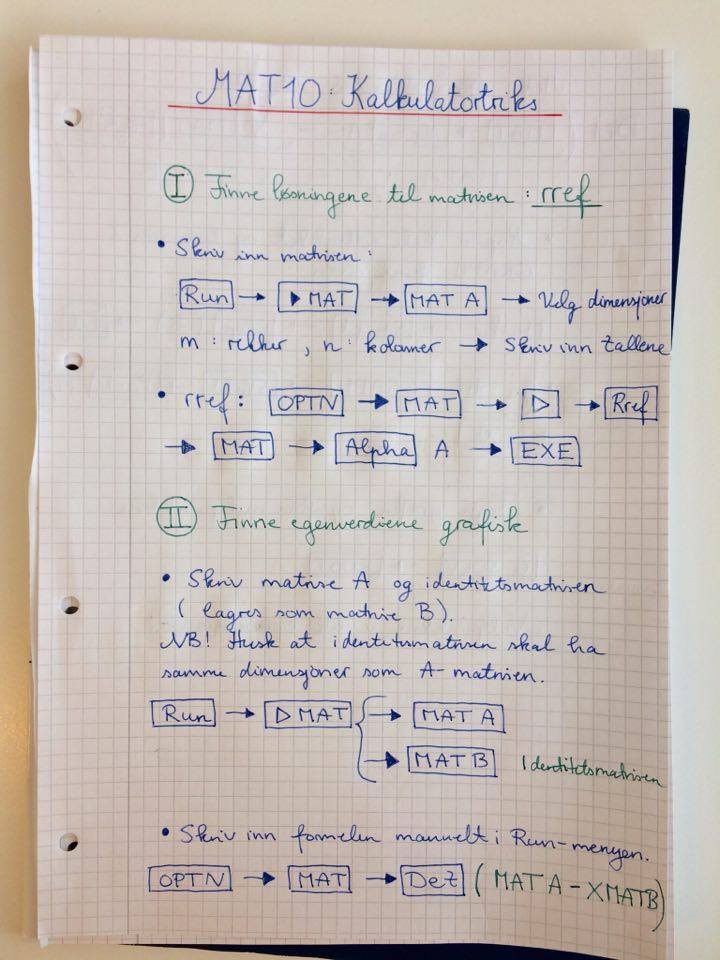 MAT10: Kalkulatortriks
I Finne løsningene til matrisen : rref
• Skriv inn matrisen :
Run → ▶ MAT → MAT A → Velg dimensjoner
m : rekker , n : kolonner → Skriv inn tallene
• rref : OPTN → MAT → ▷ → Rref
→ MAT → Alpha A → EXE
II Finne egenverdiene grafisk
• Skriv matrise A og identitetsmatrisen
( lagres som matrise B).
NB! Husk at identitetsmatrisen skal ha
samme dimensjoner som A-matrisen.
Run → ▷ MAT → MAT A
→ MAT B Identitetsmatrisen
• Skriv inn formelen manuelt i Run-menyen.
OPTN → MAT → Det (MAT A - XMATB)